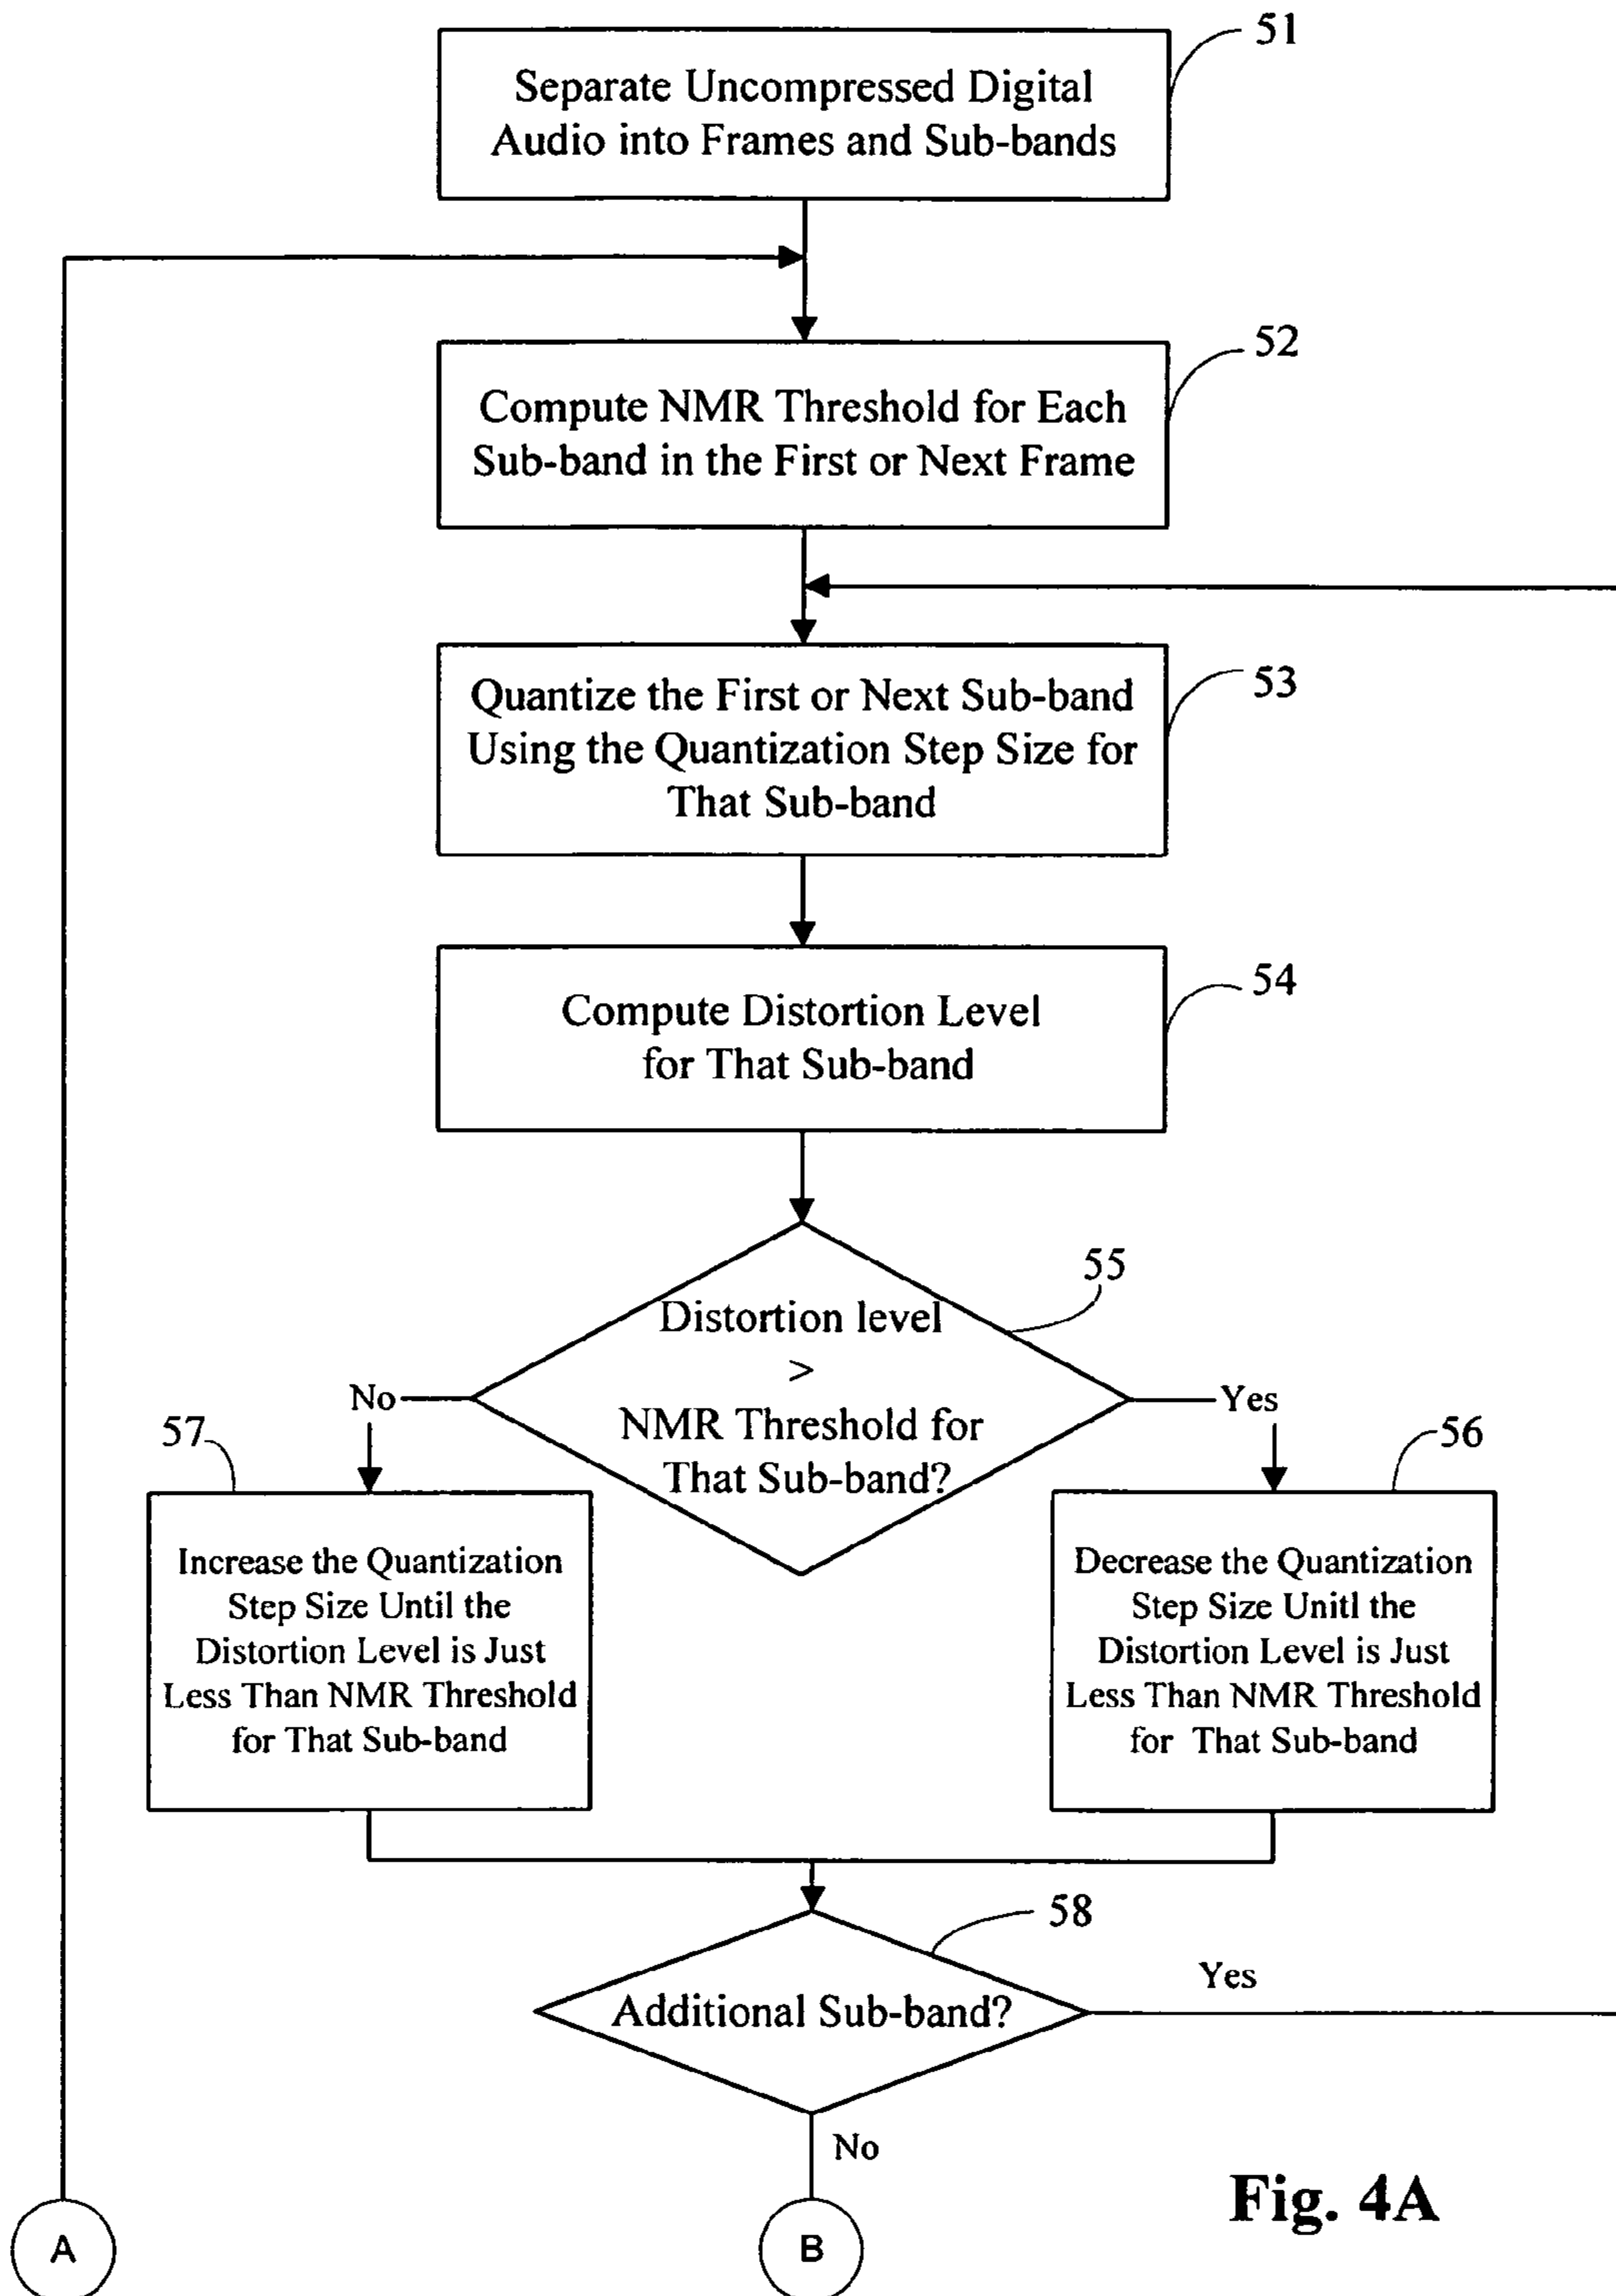 51
Separate Uncompressed Digital
Audio into Frames and Sub-bands
52
Compute NMR Threshold for Each
Sub-band in the First or Next Frame
53
Quantize the First or Next Sub-band
Using the Quantization Step Size for
That Sub-band
54
Compute Distortion Level
for That Sub-band
55
Distortion level
>
NMR Threshold for
That Sub-band?
No
Yes
57
Increase the Quantization
Step Size Until the
Distortion Level is Just
Less Than NMR Threshold
for That Sub-band
56
Decrease the Quantization
Step Size Unitl the
Distortion Level is Just
Less Than NMR Threshold
for That Sub-band
58
Additional Sub-band?
Yes
No
A
B
Fig. 4A